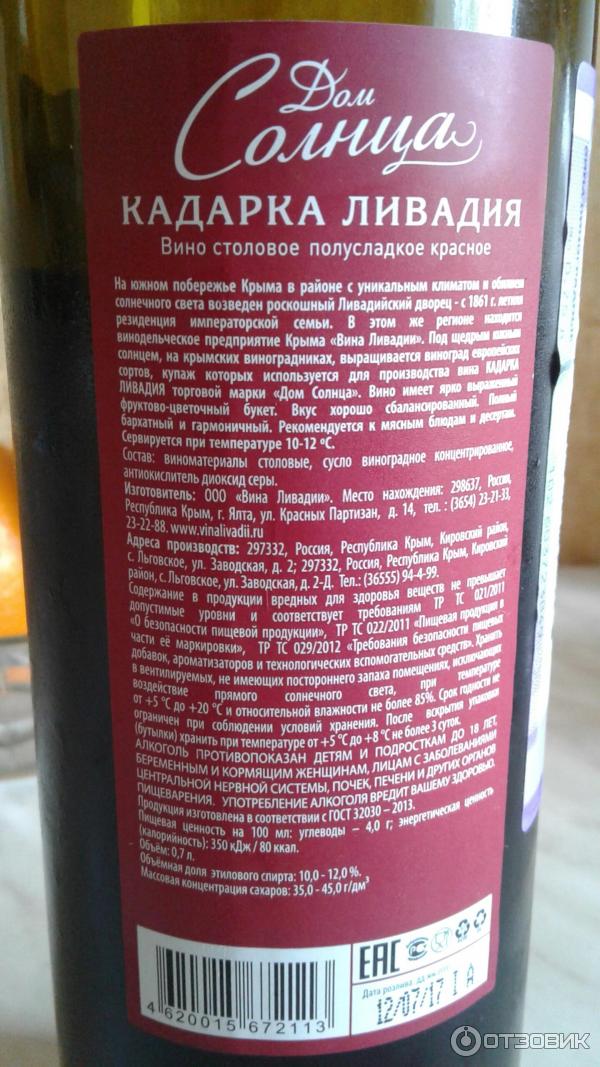 Дом
Солнца
КАДАРКА ЛИВАДИЯ
Вино столовое полусладкое красное
На южном побережье Крыма в районе с уникальным климатом и обилием
солнечного света возведен роскошный Ливадийский дворец - с 1861 г. летняя
резиденция императорской семьи. В этом же регионе находится
винодельческое предприятие Крыма «Вина Ливадии». Под щедрым южным
солнцем, на крымских виноградниках, выращивается виноград европейских
сортов, купаж которых используется для производства вина КАДАРКА
ЛИВАДИЯ торговой марки «Дом Солнца». Вино имеет ярко выраженный
фруктово-цветочный букет. Вкус хорошо сбалансированный. Полный
бархатный и гармоничный. Рекомендуется к мясным блюдам и десертам.
Сервируется при температуре 10-12 °С.
Состав: виноматериалы столовые, сусло виноградное концентрированное,
антиокислитель диоксид серы.
Изготовитель: ООО «Вина Ливадии». Место нахождения: 298637, Россия,
Республика Крым, г. Ялта, ул. Красных Партизан, д. 14, тел. : (3654) 23-21-33,
23-22-88. www.vinalivadii.ru
Адреса производств: 297332, Россия, Республика Крым, Кировский район,
с. Льговское, ул. Заводская, д. 2; 297332, Россия, Республика Крым, Кировский
район, с. Льговское, ул. Заводская, д. 2-Д. Тел.: (36555) 94-4-99.
Содержание в продукции вредных для здоровья веществ не превышает
допустимые уровни и соответствует требованиям ТР ТС 021/2011
«О безопасности пищевой продукции», ТР ТС 022/2011 «Пищевая продукция в
части её маркировки», ТР ТС 029/2012 «Требования безопасности пищевых
добавок, ароматизаторов и технологических вспомогательных средств». Хранить
в вентилируемых, не имеющих постороннего запаха помещениях, исключающих
воздействие прямого солнечного света, при температуре
от +5 °С до +20 °С и относительной влажности не более 85%. Срок годности не
ограничен при соблюдении условий хранения. После вскрытия упаковки
(бутылки) хранить при температуре от +5 °С до +8 °С не более 3 суток.
АЛКОГОЛЬ ПРОТИВОПОКАЗАН ДЕТЯМ И ПОДРОСТКАМ ДО 18 ЛЕТ,
БЕРЕМЕННЫМ И КОРМЯЩИМ ЖЕНЩИНАМ, ЛИЦАМ С ЗАБОЛЕВАНИЯМИ
ЦЕНТРАЛЬНОЙ НЕРВНОЙ СИСТЕМЫ, ПОЧЕК, ПЕЧЕНИ И ДРУГИХ ОРГАНОВ
ПИЩЕВАРЕНИЯ. УПОТРЕБЛЕНИЕ АЛКОГОЛЯ ВРЕДИТ ВАШЕМУ ЗДОРОВЬЮ.
Продукция изготовлена в соответствии с ГОСТ 32030 – 2013.
Пищевая ценность на 100 мл: углеводы – 4,0 г; энергетическая ценность
(калорийность): 350 кДж / 80 ккал.
Объём: 0,7 л.
Объёмная доля этилового спирта: 10,0 - 12,0 %.
Массовая концентрация сахаров: 35,0 - 45,0 г/дм³
4 620015 672113
EAC
Дата розлива
12/07/17 1 А
ОТЗОВИК